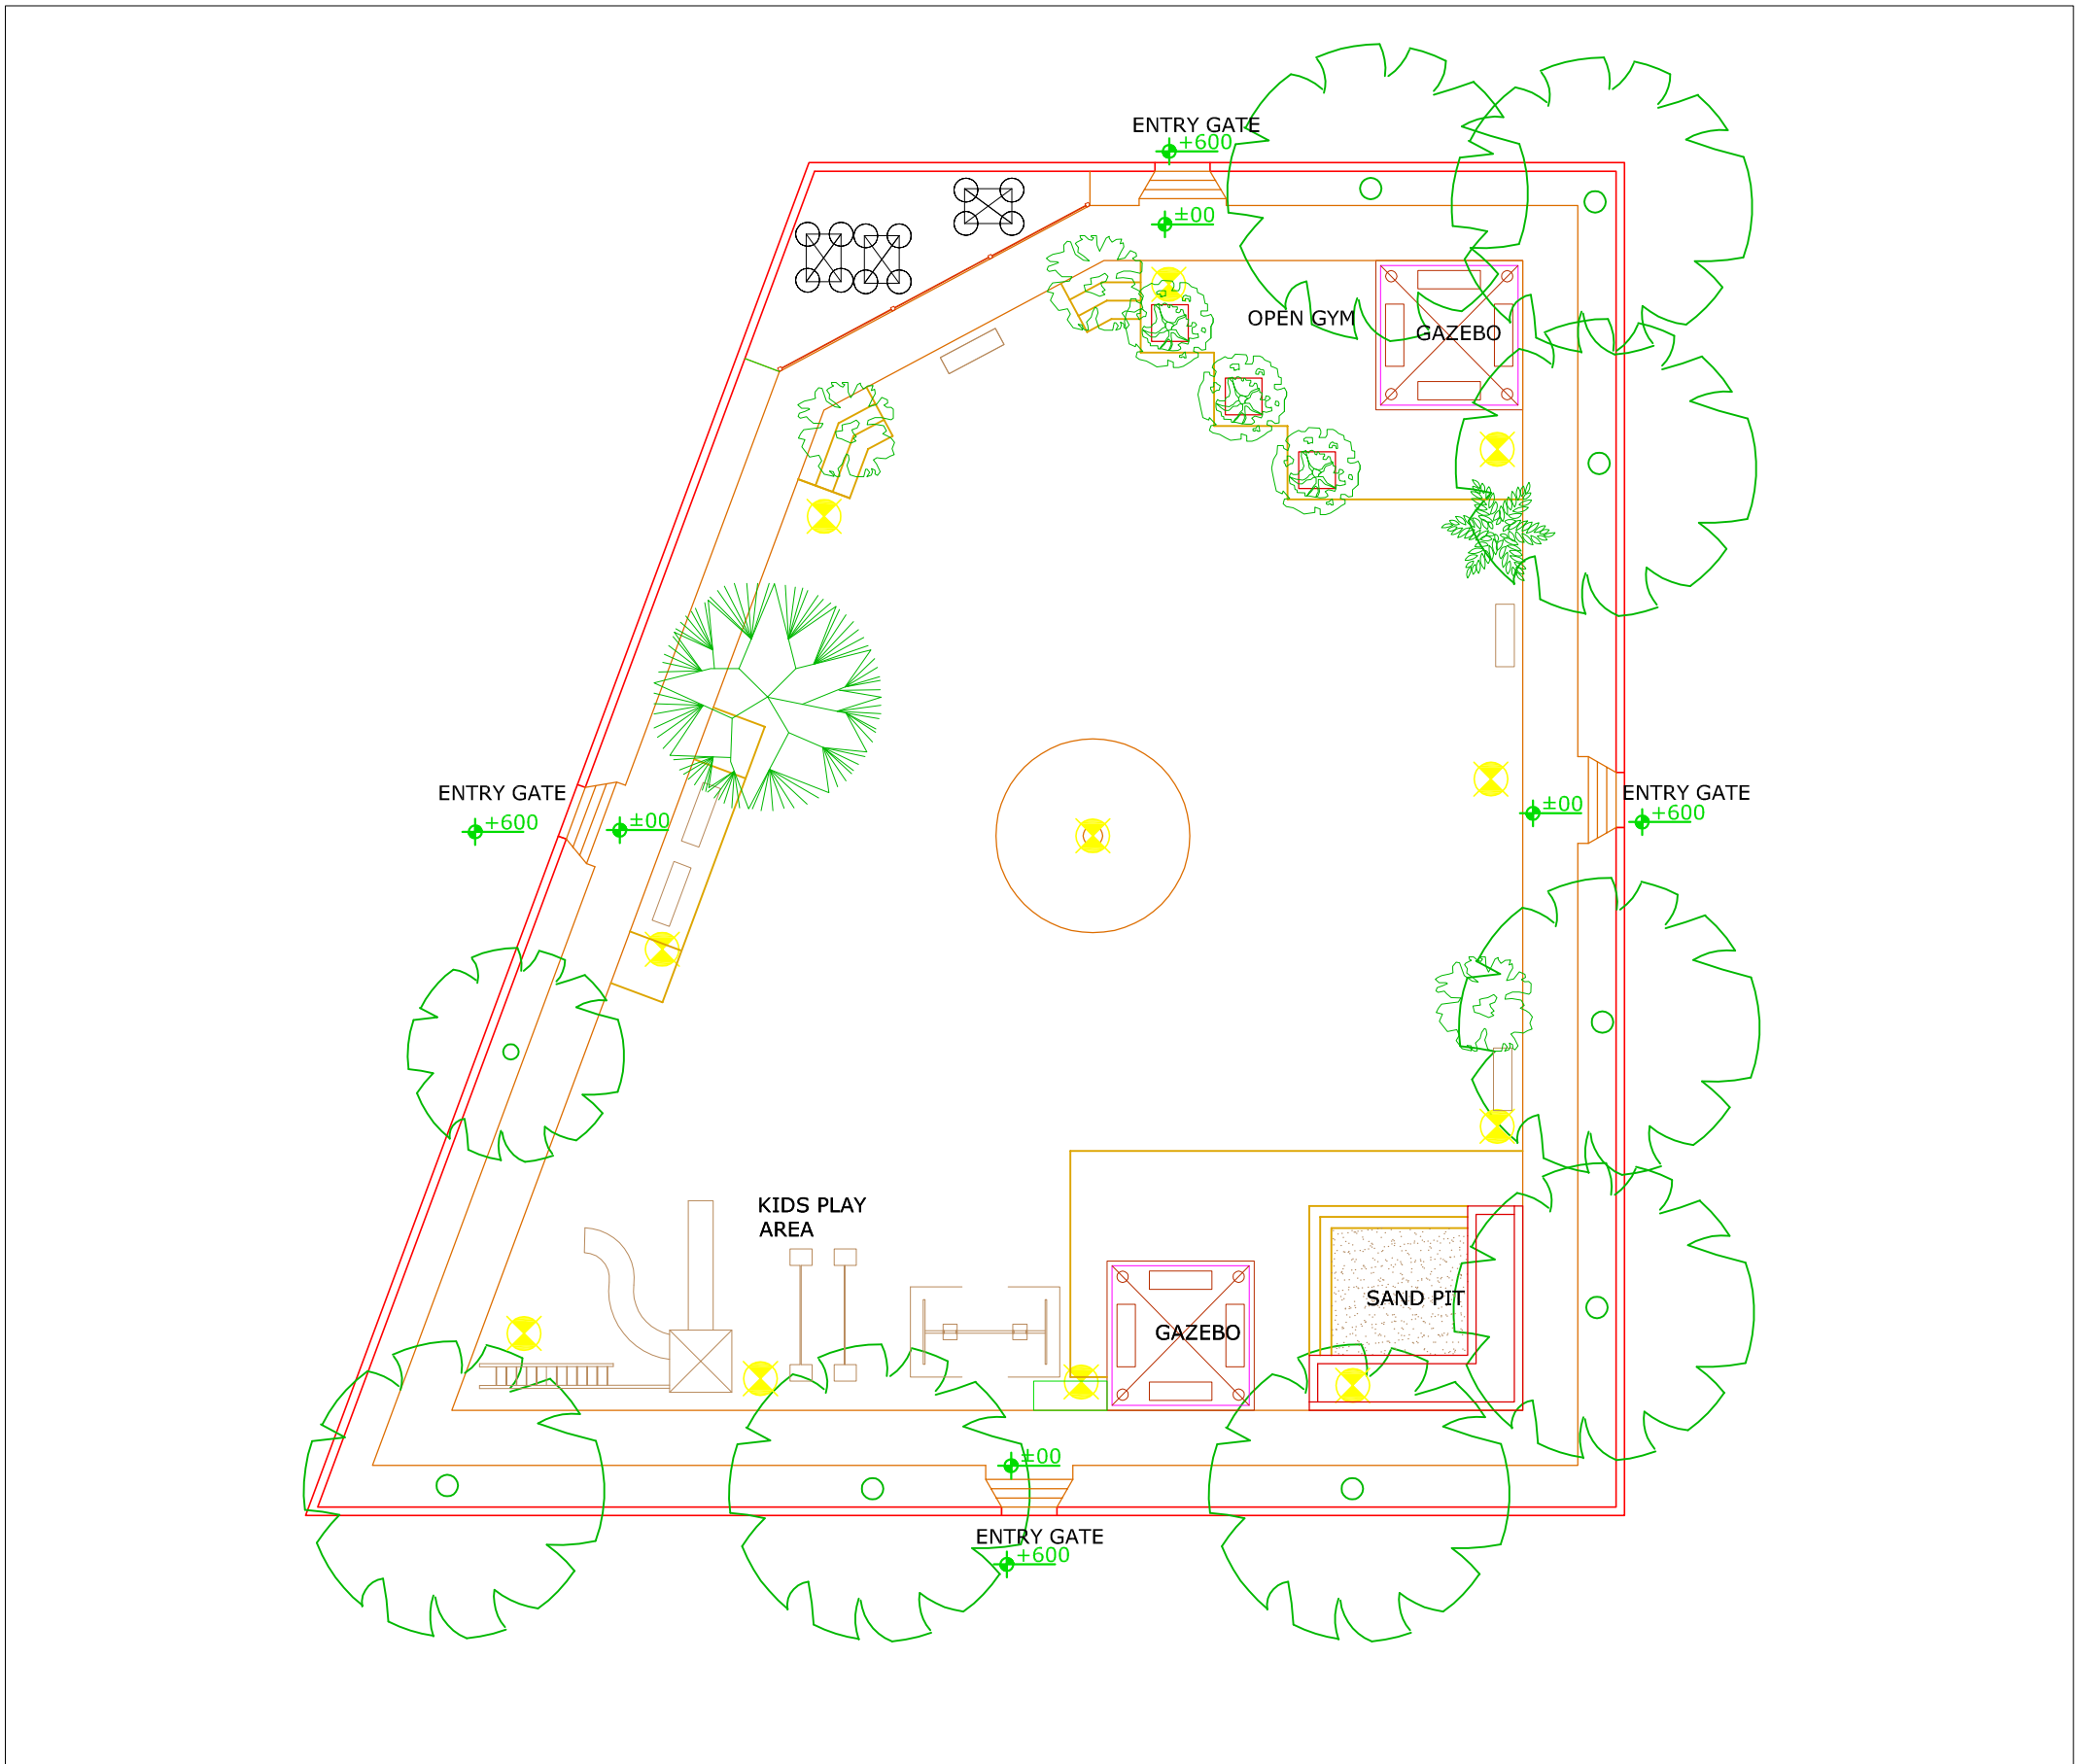 ENTRY GATE
+600
±00
OPEN GYM
GAZEBO
ENTRY GATE
+600
±00
±00
ENTRY GATE
+600
KIDS PLAY
AREA
SAND PIT
GAZEBO
±00
ENTRY GATE
+600